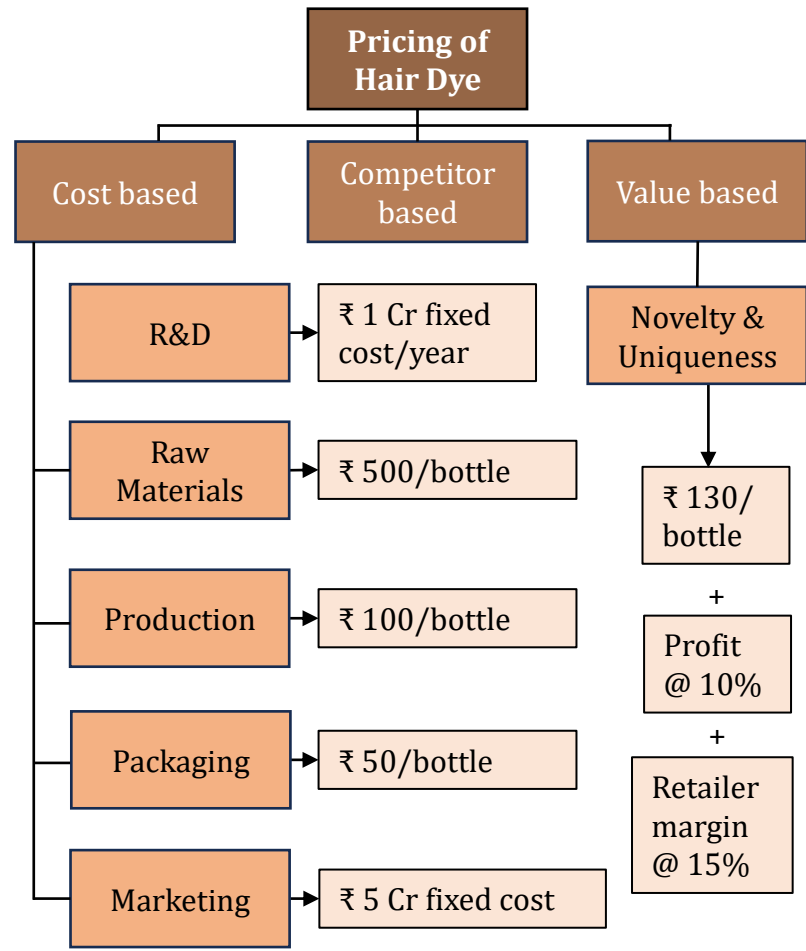 Pricing of
Hair Dye
Cost based
Competitor
based
Value based
R&D
₹ 1 Cr fixed
cost/year
Novelty &
Uniqueness
Raw
Materials
₹ 500/bottle
₹ 130/
bottle
Production
₹ 100/bottle
+
Profit
@ 10%
+
Packaging
₹ 50/bottle
Retailer
margin
@ 15%
Marketing
₹ 5 Cr fixed cost